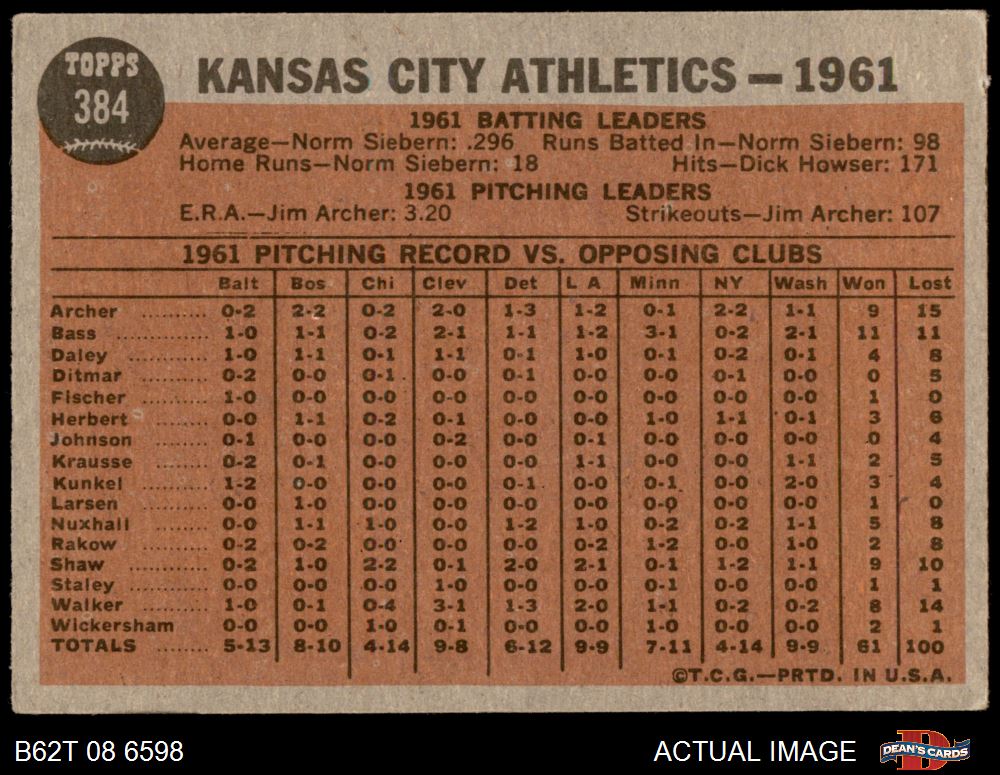 TOPPS
384
KANSAS CITY ATHLETICS — 1961
1961 BATTING LEADERS
Average—Norm Siebern: .296 Runs Batted In—Norm Siebern: 98
Home Runs—Norm Siebern: 18 Hits—Dick Howser: 171
1961 PITCHING LEADERS
E.R.A.—Jim Archer: 3.20 Strikeouts—Jim Archer: 107
1961 PITCHING RECORD VS. OPPOSING CLUBS
Balt Bos Chi Clev Det L A Minn NY Wash Won Lost
Archer .......... 0-2 2-2 0-2 2-0 1-3 1-2 0-1 2-2 1-1 9 15
Bass .............. 1-0 1-1 0-2 2-1 1-1 1-2 3-1 0-2 2-1 11 11
Daley ............ 1-0 1-1 0-1 1-1 0-1 1-0 0-1 0-2 0-1 4 8
Ditmar .......... 0-2 0-0 0-1 0-0 0-1 0-0 0-0 0-1 0-0 0 5
Fischer .......... 1-0 0-0 0-0 0-0 0-0 0-0 0-0 0-0 0-0 1 0
Herbert .......... 0-0 1-1 0-2 0-1 0-0 0-0 1-0 1-1 0-1 3 6
Johnson .......... 0-1 0-0 0-0 0-2 0-0 0-1 0-0 0-0 0-0 0 4
Krausse .......... 0-2 0-1 0-0 0-0 0-0 1-1 0-0 0-0 1-1 2 5
Kunkel .......... 1-2 0-0 0-0 0-0 0-1 0-0 0-1 0-0 2-0 3 4
Larsen .......... 0-0 1-0 0-0 0-0 0-0 0-0 0-0 0-0 0-0 1 0
Nuxhall .......... 0-0 1-1 1-0 0-0 1-2 1-0 0-2 0-2 1-1 5 8
Rakow .......... 0-2 0-2 0-0 0-0 0-0 0-2 1-2 0-0 1-0 2 8
Shaw .............. 0-2 1-0 2-2 0-1 2-0 2-1 0-1 1-2 1-1 9 10
Staley ............ 0-0 0-0 0-0 1-0 0-0 0-0 0-1 0-0 0-0 1 1
Walker .......... 1-0 0-1 0-4 3-1 1-3 2-0 1-1 0-2 0-2 8 14
Wickersham 0-0 0-0 1-0 0-1 0-0 0-0 1-0 0-0 0-0 2 1
TOTALS .......... 5-13 8-10 4-14 9-8 6-12 9-9 7-11 4-14 9-9 61 100
©T.C.G.—PRTD. IN U.S.A.
B62T 08 6598 ACTUAL IMAGE DEAN'S CARDS